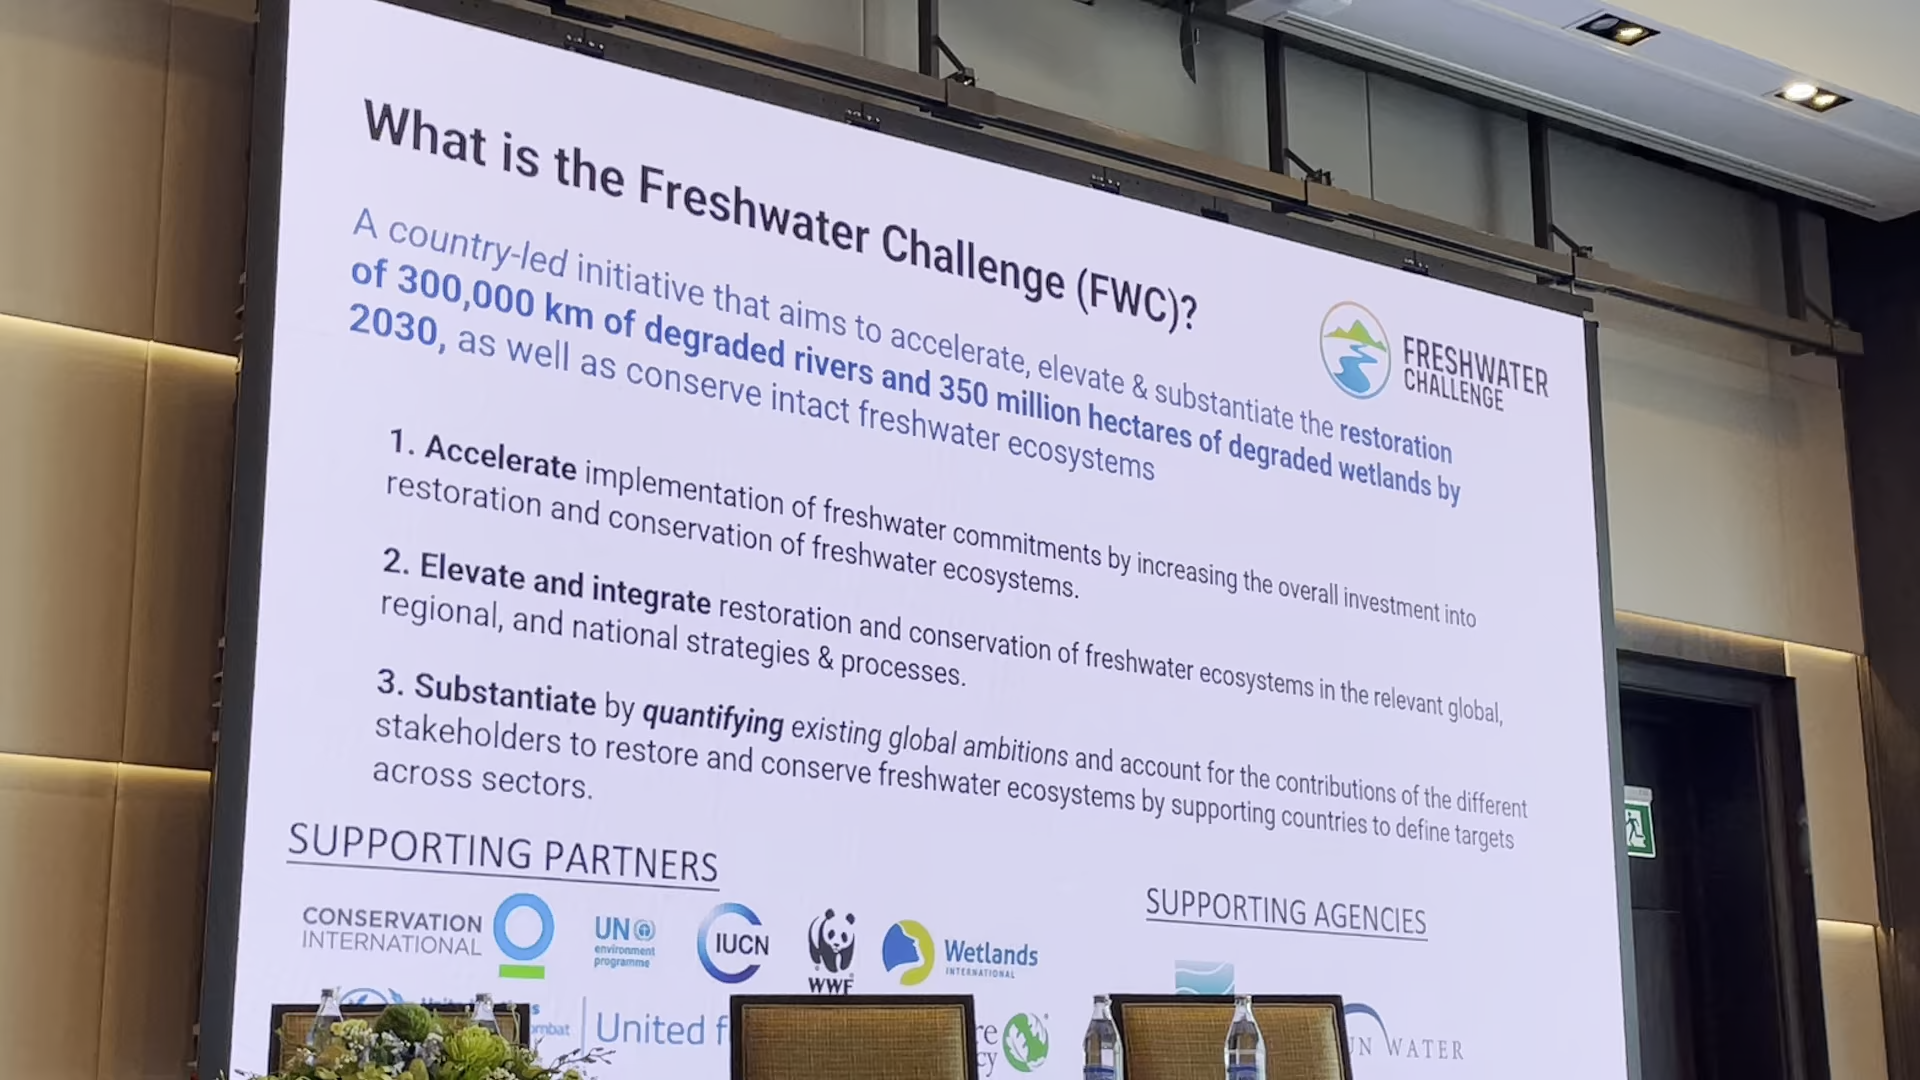 What is the Freshwater Challenge (FWC)?
A country-led initiative that aims to accelerate, elevate & substantiate the restoration
of 300,000 km of degraded rivers and 350 million hectares of degraded wetlands by
2030, as well as conserve intact freshwater ecosystems
FRESHWATER
CHALLENGE
1. Accelerate implementation of freshwater commitments by increasing the overall investment into
restoration and conservation of freshwater ecosystems.
2. Elevate and integrate restoration and conservation of freshwater ecosystems in the relevant global,
regional, and national strategies & processes.
3. Substantiate by quantifying existing global ambitions and account for the contributions of the different
stakeholders to restore and conserve freshwater ecosystems by supporting countries to define targets
across sectors.
SUPPORTING PARTNERS
CONSERVATION
INTERNATIONAL
UN
environment
programme
IUCN
WWF
Wetlands
INTERNATIONAL
United
SUPPORTING AGENCIES
WATER